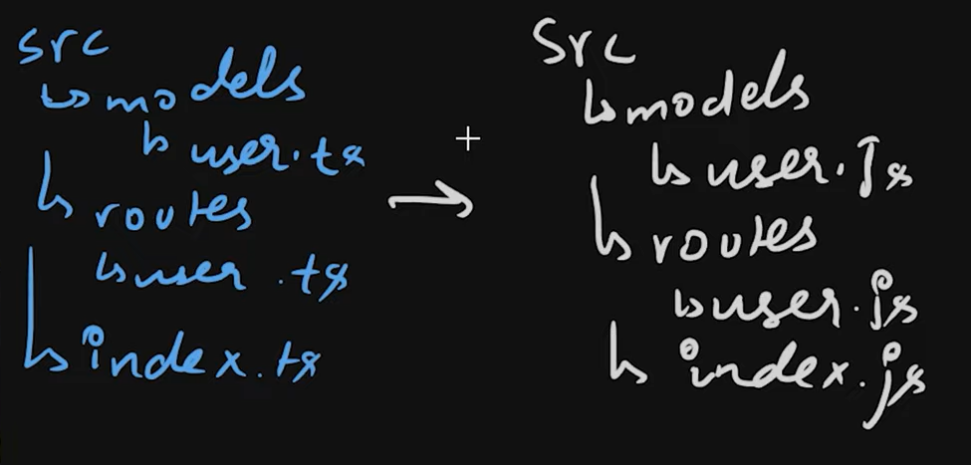 src
models
user.ts
routes
user.ts
index.ts
src
models
user.js
routes
user.js
index.js